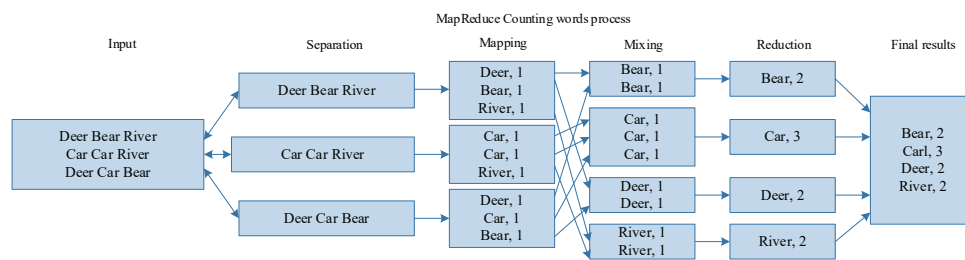 MapReduce Counting words process
Input
Separation
Mapping
Mixing
Reduction
Final results
Deer Bear River
Car Car River
Deer Car Bear
Deer Bear River
Car Car River
Deer Car Bear
Deer, 1
Bear, 1
River, 1
Car, 1
Car, 1
River, 1
Deer, 1
Car, 1
Bear, 1
Bear, 1
Bear, 1
Car, 1
Car, 1
Car, 1
Deer, 1
Deer, 1
River, 1
River, 1
Bear, 2
Car, 3
Deer, 2
River, 2
Bear, 2
Carl, 3
Deer, 2
River, 2